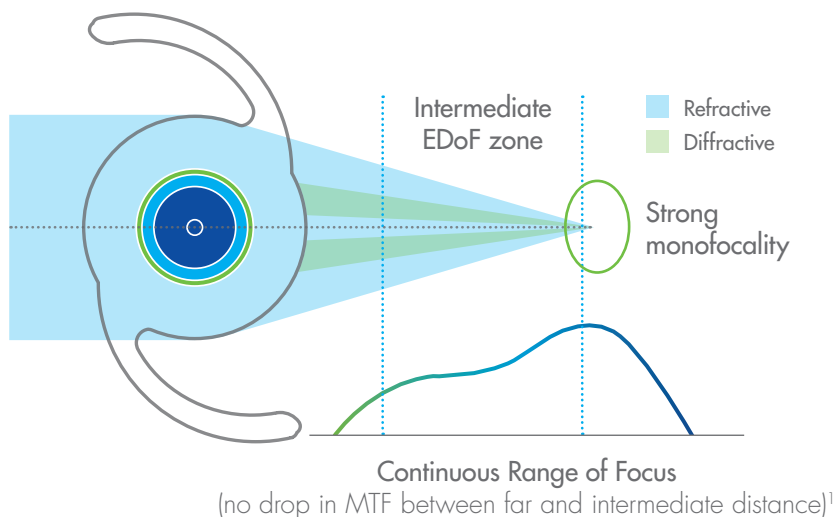 Intermediate
EDoF zone
Refractive
Diffractive
Strong
monofocality
Continuous Range of Focus
(no drop in MTF between far and intermediate distance)¹